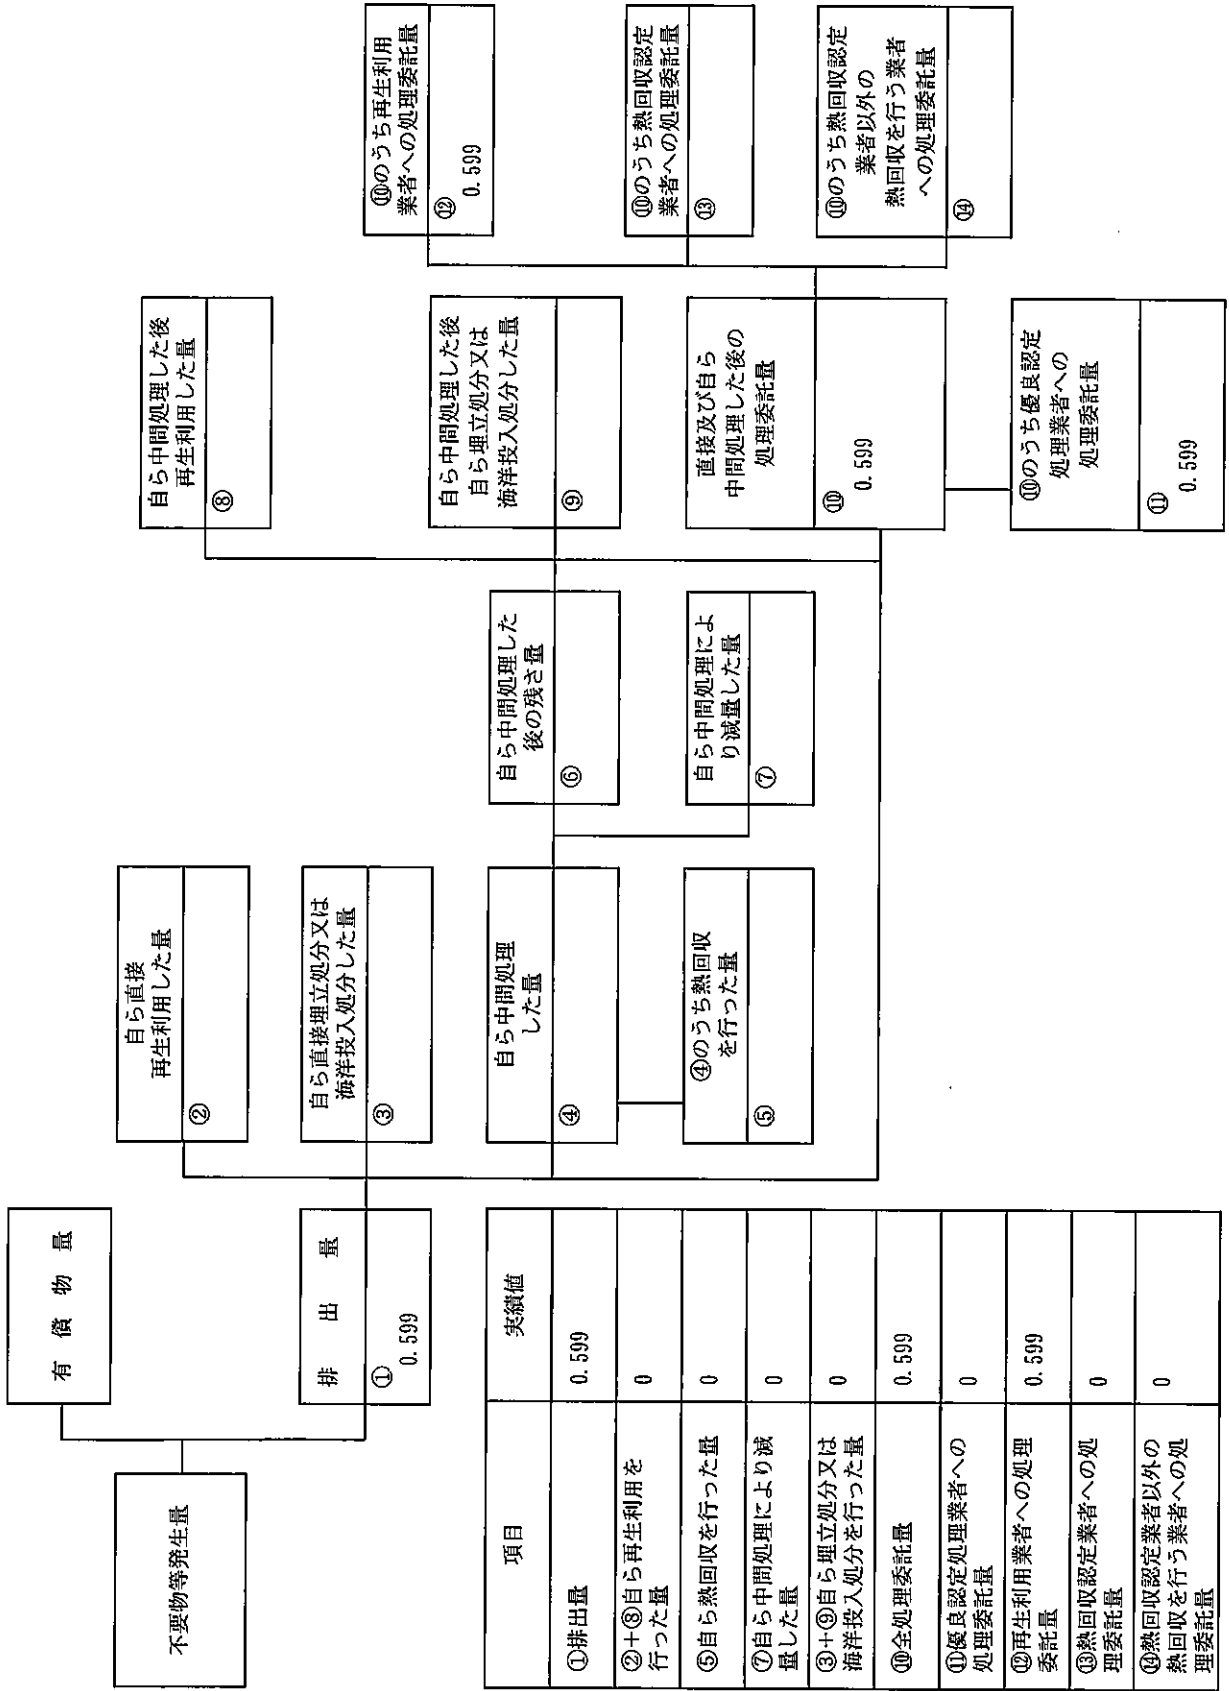 不要物等発生量
有償物量
排出量
①
0.599
自ら直接
再生利用した量
②
自ら直接埋立処分又は
海洋投入処分した量
③
自ら中間処理
した量
④
④のうち熱回収
を行った量
⑤
自ら中間処理した
後の残さ量
⑥
自ら中間処理によ
り減量した量
⑦
自ら中間処理した後
再生利用した量
⑧
自ら中間処理した後
自ら埋立処分又は
海洋投入処分した量
⑨
直接及び自ら
中間処理した後の
処理委託量
⑩
0.599
⑩のうち優良認定
処理業者への
処理委託量
⑪
0.599
⑩のうち再生利用
業者への処理委託量
⑫
0.599
⑩のうち熱回収認定
業者への処理委託量
⑬
⑩のうち熱回収認定
業者以外の
熱回収を行う業者
への処理委託量
⑭
項目 実績値
①排出量 0.599
②+⑧自ら再生利用を
行った量 0
⑤自ら熱回収を行った量 0
⑦自ら中間処理により減
量した量 0
③+⑨自ら埋立処分又は
海洋投入処分を行った量 0
⑩全処理委託量 0.599
⑪優良認定処理業者への
処理委託量 0
⑫再生利用業者への処理
委託量 0.599
⑬熱回収認定業者への処
理委託量 0
⑭熱回収認定業者以外の
熱回収を行う業者への処
理委託量 0